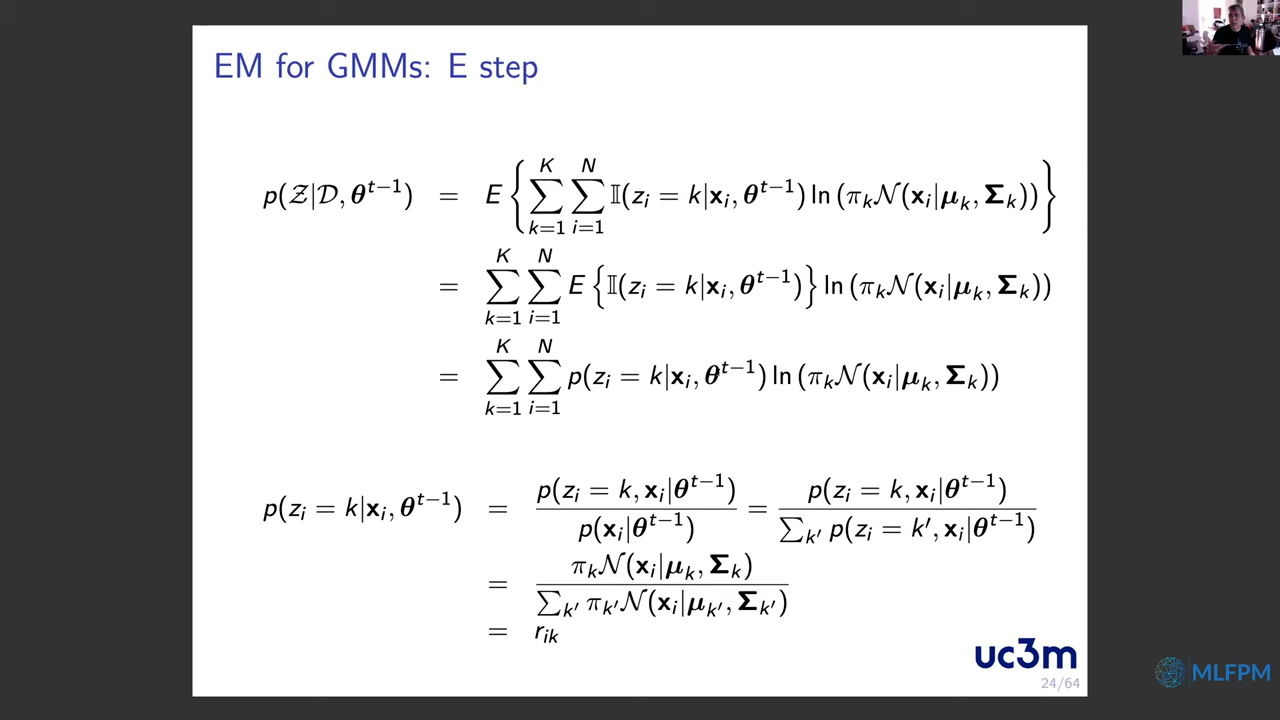 EM for GMMs: E step
p(𝒵|𝒟, θ^{t−1}) = E { ∑_{k=1}^{K} ∑_{i=1}^{N} 𝕀(z_i = k|x_i, θ^{t−1}) ln (π_k 𝒩(x_i|μ_k, Σ_k)) }
= ∑_{k=1}^{K} ∑_{i=1}^{N} E { 𝕀(z_i = k|x_i, θ^{t−1}) } ln (π_k 𝒩(x_i|μ_k, Σ_k))
= ∑_{k=1}^{K} ∑_{i=1}^{N} p(z_i = k|x_i, θ^{t−1}) ln (π_k 𝒩(x_i|μ_k, Σ_k))
p(z_i = k|x_i, θ^{t−1}) = \frac{p(z_i = k, x_i|θ^{t−1})}{p(x_i|θ^{t−1})} = \frac{p(z_i = k, x_i|θ^{t−1})}{∑_{k'} p(z_i = k', x_i|θ^{t−1})}
= \frac{π_k 𝒩(x_i|μ_k, Σ_k)}{∑_{k'} π_{k'} 𝒩(x_i|μ_{k'}, Σ_{k'})}
= r_{ik}
uc3m
24/64
MLFPM